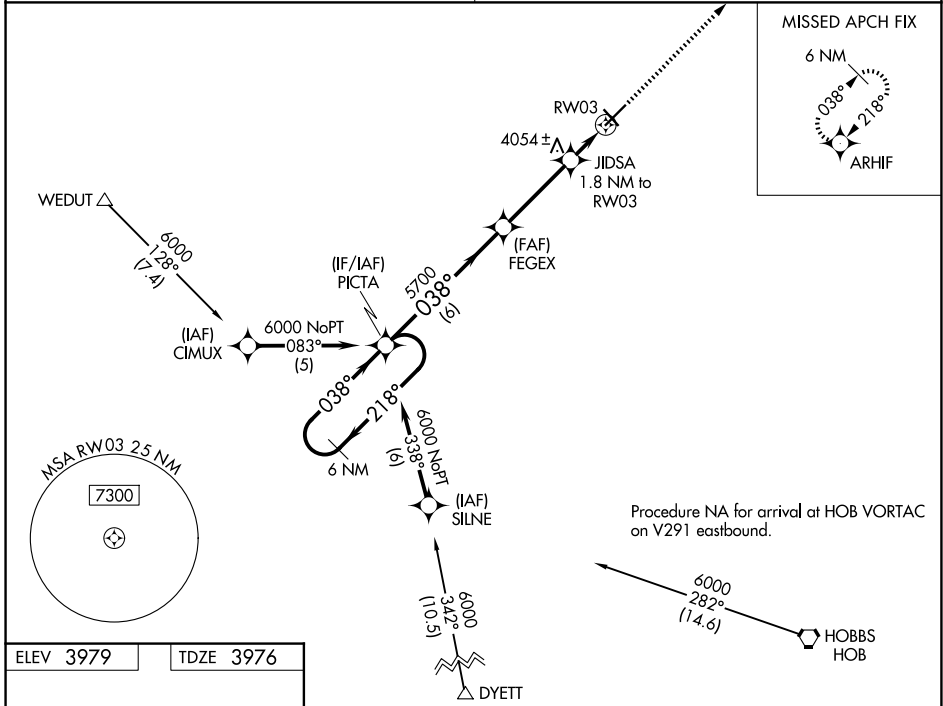 MISSED APCH FIX
6 NM
038°
218°
ARHIF
RW03
4054 ±
JIDSA
1.8 NM to
RW03
WEDUT
6000
128°
(7.4)
(FAF)
FEGEX
(IF/IAF)
PICTA
5700
038°
(6)
(IAF)
CIMUX
6000 NoPT
083°
(5)
038°
218°
6 NM
6000 NoPT
338°
(6)
(IAF)
SILNE
MSA RW03 25 NM
7300
Procedure NA for arrival at HOB VORTAC
on V291 eastbound.
6000
342°
(10.5)
6000
282°
(14.6)
HOBBS
HOB
DYETT
ELEV 3979
TDZE 3976